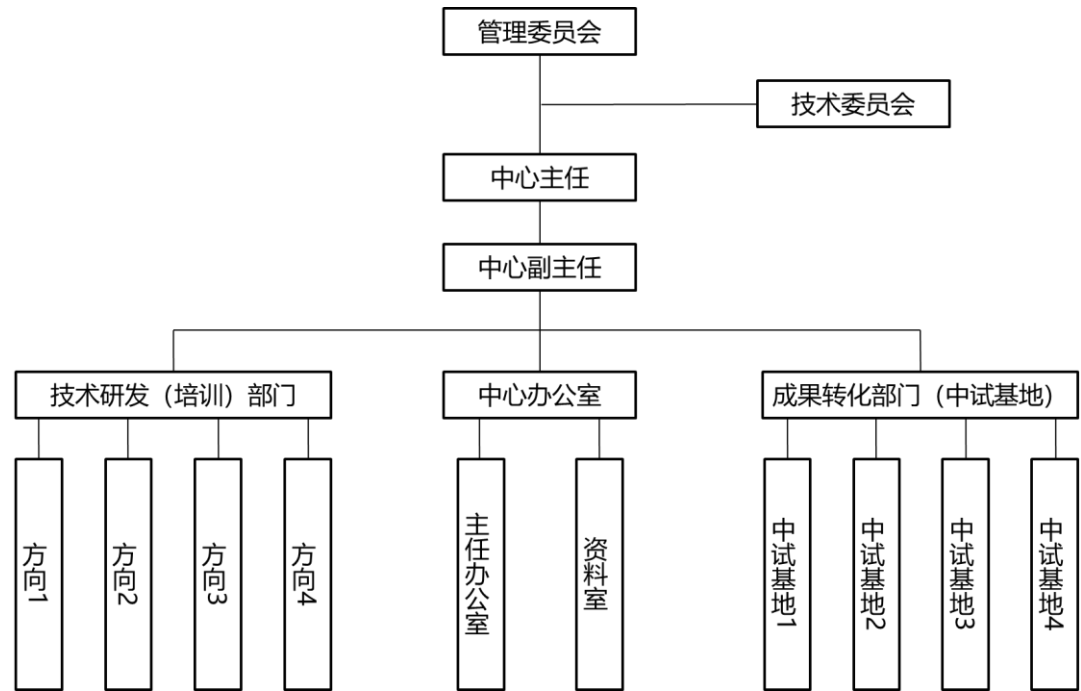 管理委员会
技术委员会
中心主任
中心副主任
技术研发（培训）部门
中心办公室
成果转化部门（中试基地）
方向1
方向2
方向3
方向4
主任办公室
资料室
中试基地1
中试基地2
中试基地3
中试基地4